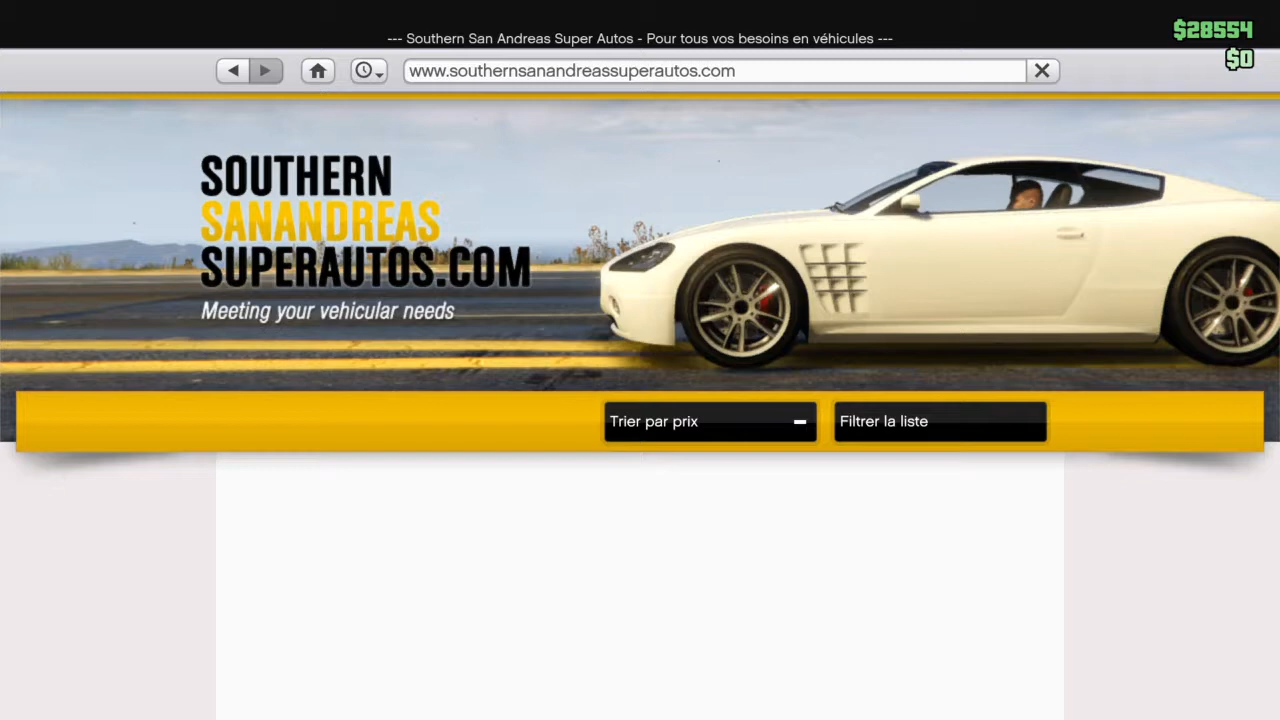 --- Southern San Andreas Super Autos - Pour tous vos besoins en véhicules ---
$28554
$0
www.southernsanandreassuperautos.com
SOUTHERN
SANANDREAS
SUPERAUTOS.COM
Meeting your vehicular needs
Trier par prix
Filtrer la liste